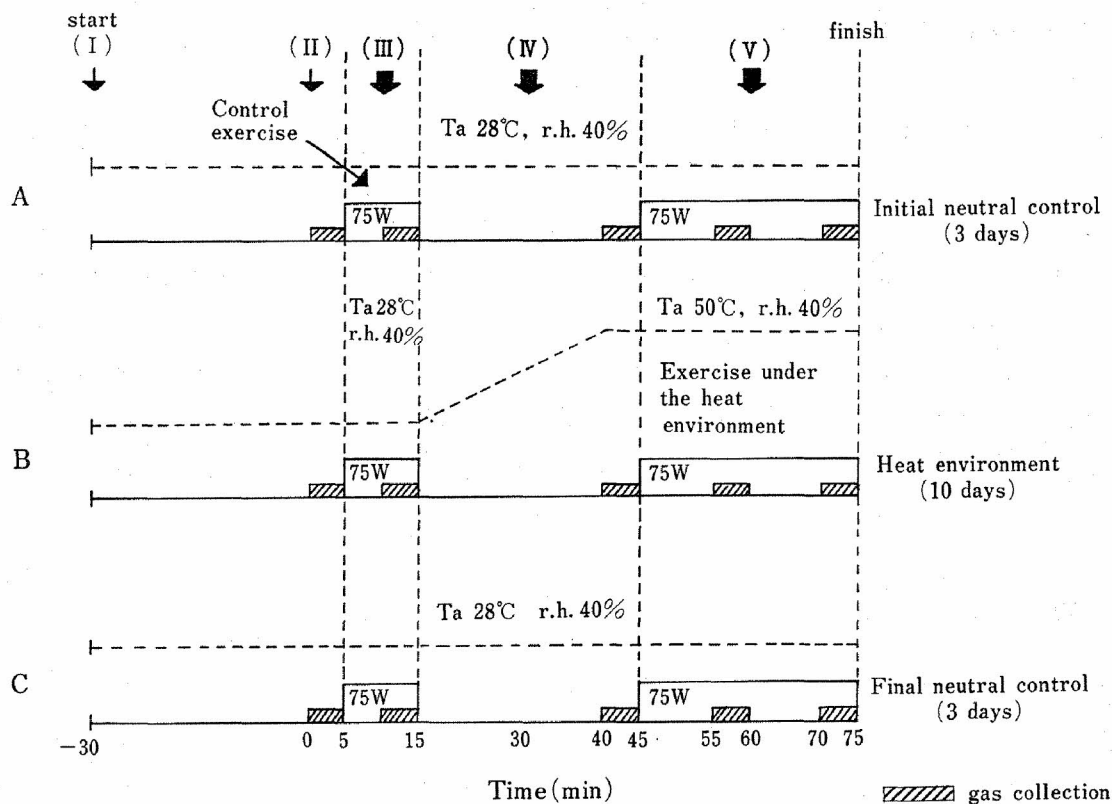 start
(I)
(II)
(III)
(IV)
(V)
finish
Control
exercise
Ta 28℃, r.h. 40%
A
75W
75W
Initial neutral control
(3 days)
Ta 28℃
r.h. 40%
Ta 50℃, r.h. 40%
Exercise under
the heat
environment
B
75W
75W
Heat environment
(10 days)
Ta 28℃ r.h. 40%
C
75W
75W
Final neutral control
(3 days)
−30 0 5 15 30 40 45 55 60 70 75
Time(min)
gas collection